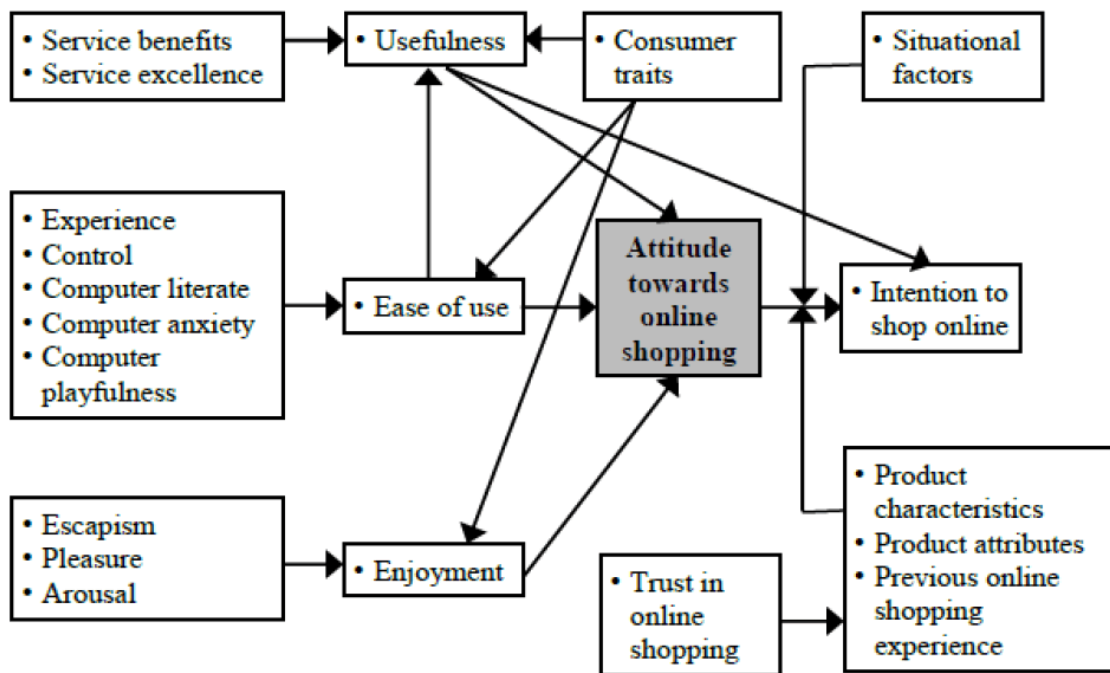 • Service benefits
• Service excellence
• Usefulness
• Consumer
traits
• Situational
factors
• Experience
• Control
• Computer literate
• Computer anxiety
• Computer
playfulness
• Ease of use
Attitude
towards
online
shopping
• Intention to
shop online
• Escapism
• Pleasure
• Arousal
• Enjoyment
• Trust in
online
shopping
• Product
characteristics
• Product attributes
• Previous online
shopping
experience